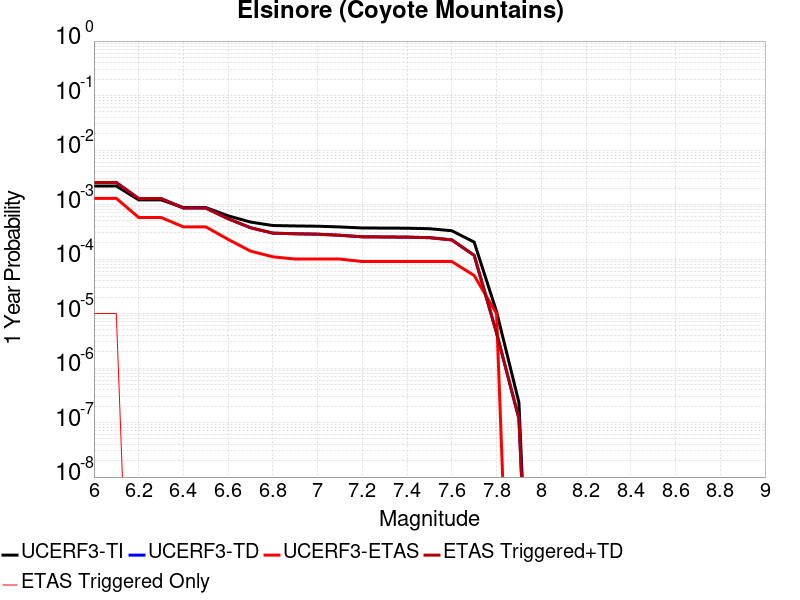 Elsinore (Coyote Mountains)
10^0
10^-1
10^-2
10^-3
10^-4
10^-5
10^-6
10^-7
10^-8
1 Year Probability
6 6.2 6.4 6.6 6.8 7 7.2 7.4 7.6 7.8 8 8.2 8.4 8.6 8.8 9
Magnitude
UCERF3-TI UCERF3-TD UCERF3-ETAS ETAS Triggered+TD
ETAS Triggered Only